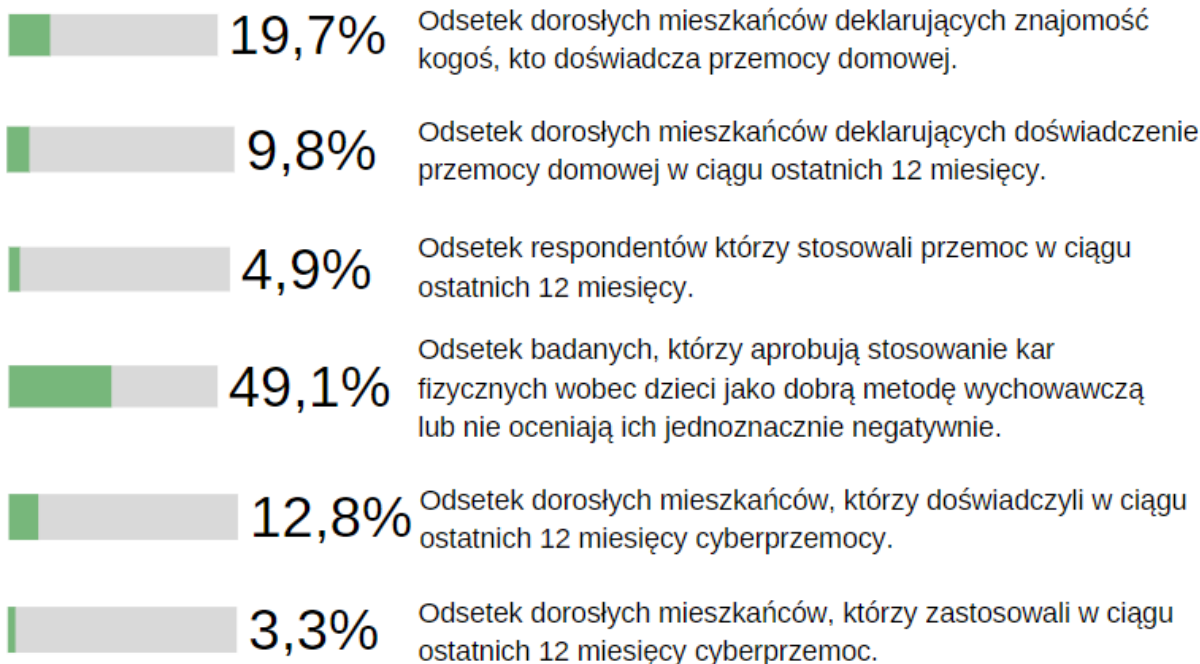 19,7%
Odsetek dorosłych mieszkańców deklarujących znajomość
kogoś, kto doświadcza przemocy domowej.
9,8%
Odsetek dorosłych mieszkańców deklarujących doświadczenie
przemocy domowej w ciągu ostatnich 12 miesięcy.
4,9%
Odsetek respondentów którzy stosowali przemoc w ciągu
ostatnich 12 miesięcy.
49,1%
Odsetek badanych, którzy aprobują stosowanie kar
fizycznych wobec dzieci jako dobrą metodę wychowawczą
lub nie oceniają ich jednoznacznie negatywnie.
12,8%
Odsetek dorosłych mieszkańców, którzy doświadczyli w ciągu
ostatnich 12 miesięcy cyberprzemocy.
3,3%
Odsetek dorosłych mieszkańców, którzy zastosowali w ciągu
ostatnich 12 miesięcy cyberprzemoc.